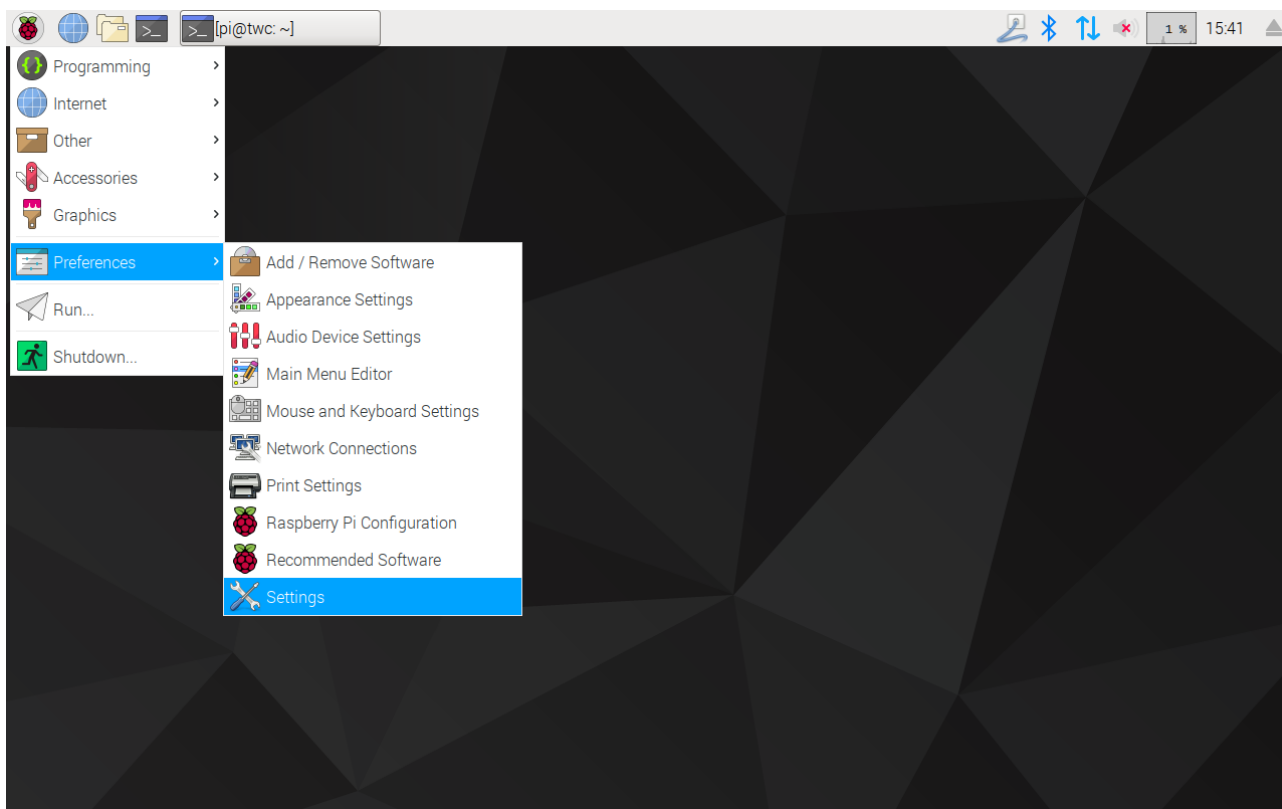 [pi@twc: ~]
1 %
15:41
Programming
Internet
Other
Accessories
Graphics
Preferences
Run...
Shutdown...
Add / Remove Software
Appearance Settings
Audio Device Settings
Main Menu Editor
Mouse and Keyboard Settings
Network Connections
Print Settings
Raspberry Pi Configuration
Recommended Software
Settings